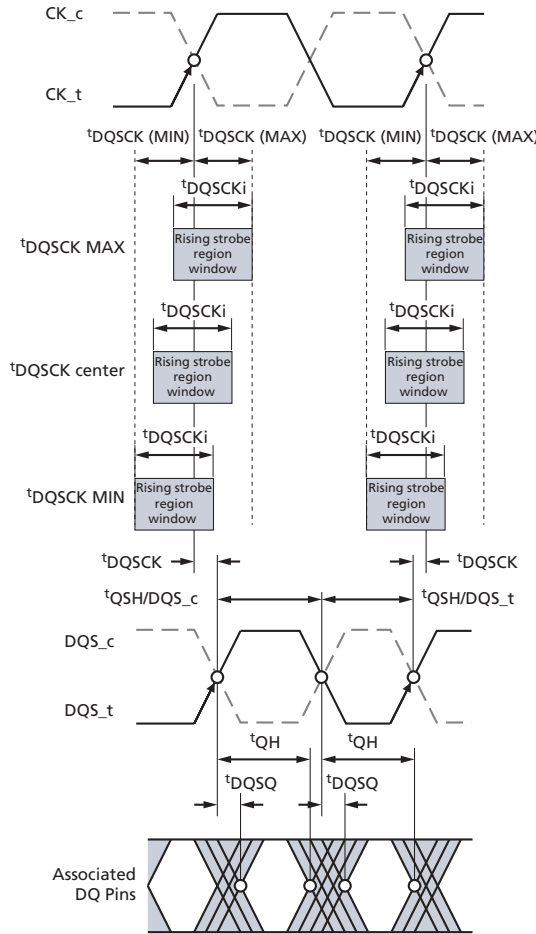 CK_c
CK_t
tDQSCK (MIN) tDQSCK (MAX) tDQSCK (MIN) tDQSCK (MAX)
tDQSCKi tDQSCKi
tDQSCK MAX
Rising strobe
region
window
Rising strobe
region
window
tDQSCKi tDQSCKi
tDQSCK center
Rising strobe
region
window
Rising strobe
region
window
tDQSCKi tDQSCKi
tDQSCK MIN
Rising strobe
region
window
Rising strobe
region
window
tDQSCK tDQSCK
tQSH/DQS_c tQSH/DQS_t
DQS_c
DQS_t
tQH tQH
tDQSQ tDQSQ
Associated
DQ Pins